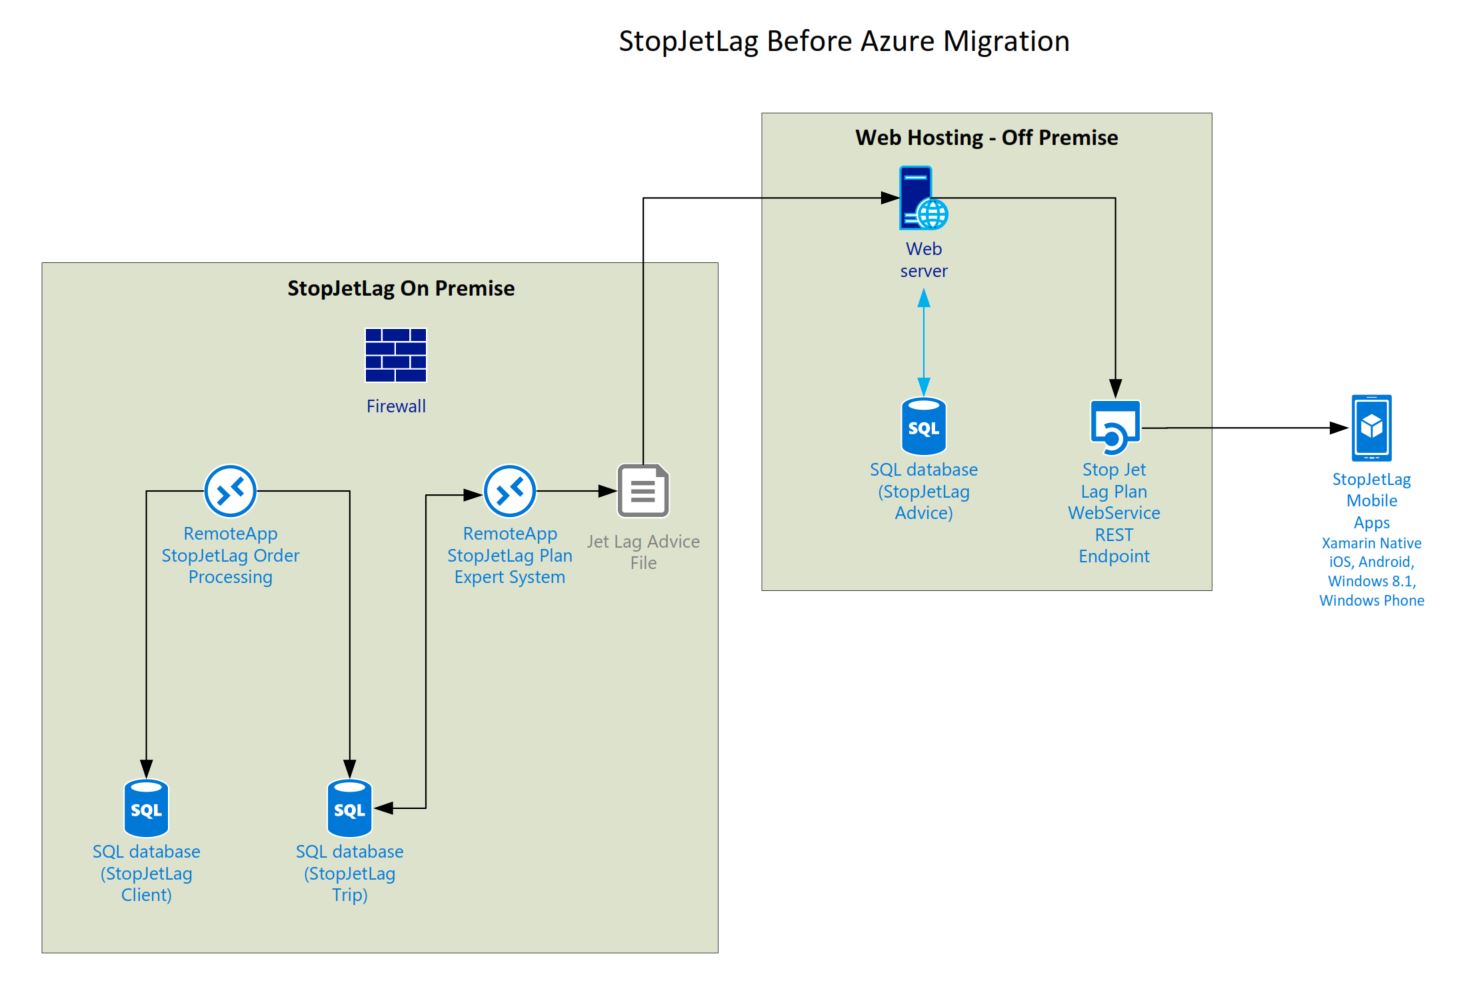 StopJetLag Before Azure Migration
Web Hosting - Off Premise
Web
server
SQL
SQL database
(StopJetLag
Advice)
Stop Jet
Lag Plan
WebService
REST
Endpoint
StopJetLag
Mobile
Apps
Xamarin Native
iOS, Android,
Windows 8.1,
Windows Phone
StopJetLag On Premise
Firewall
RemoteApp
StopJetLag Order
Processing
RemoteApp
StopJetLag Plan
Expert System
Jet Lag Advice
File
SQL
SQL database
(StopJetLag
Client)
SQL
SQL database
(StopJetLag
Trip)